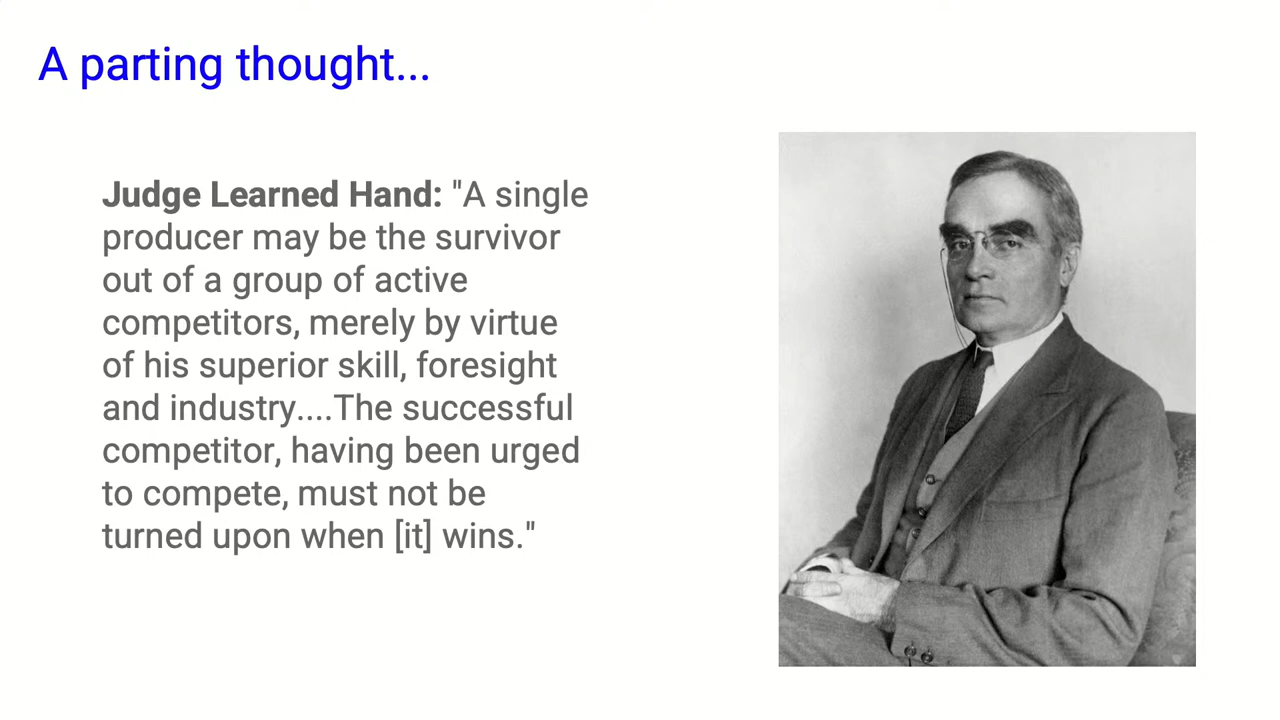 A parting thought...
Judge Learned Hand: "A single
producer may be the survivor
out of a group of active
competitors, merely by virtue
of his superior skill, foresight
and industry....The successful
competitor, having been urged
to compete, must not be
turned upon when [it] wins."